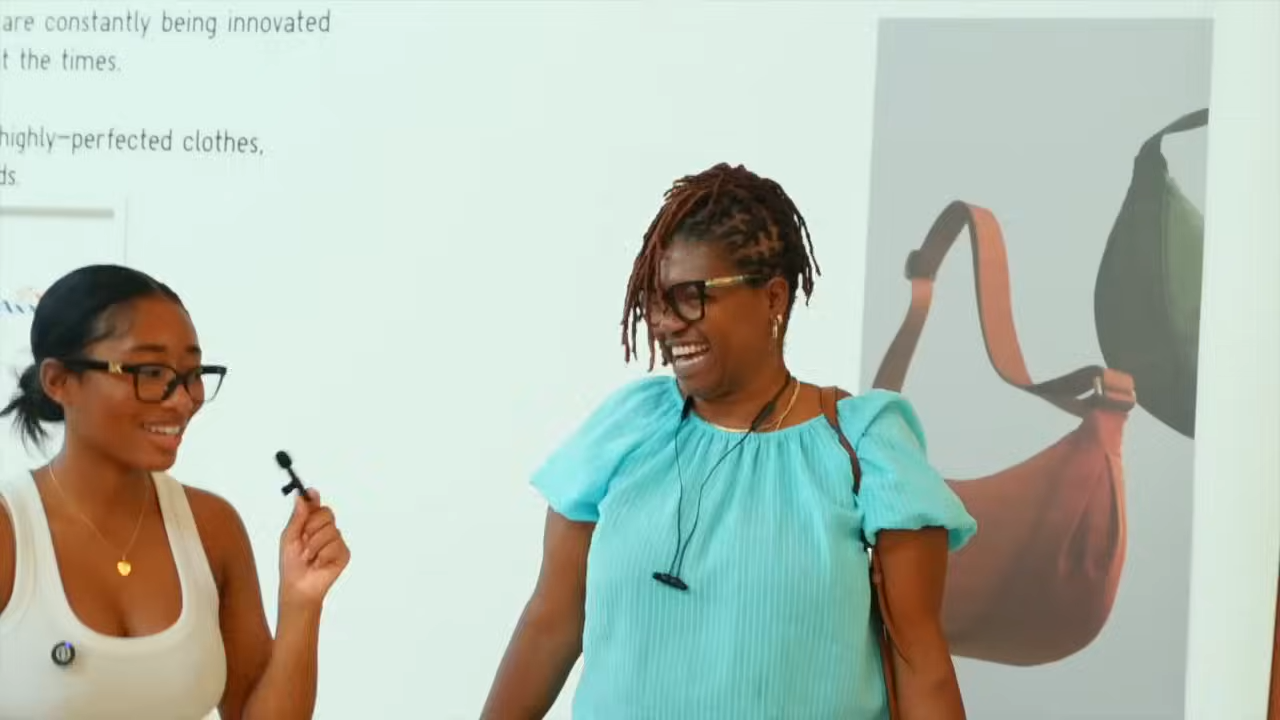 are constantly being innovated
t the times.
highly-perfected clothes,
ds.